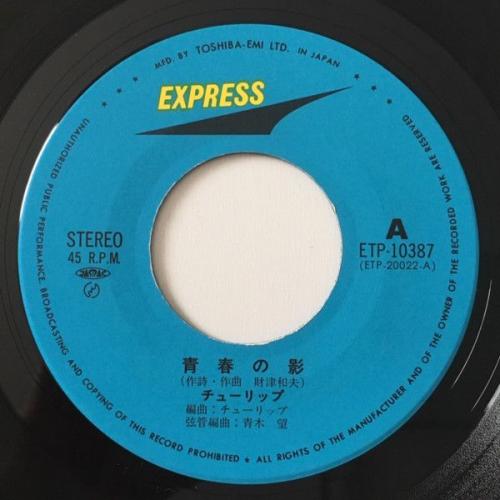 MFD. BY TOSHIBA-EMI LTD. IN JAPAN
EXPRESS
STEREO
45 R.P.M.
JASRAC
A
ETP-10387
(ETP-20022-A)
青春の影
(作詩・作曲 財津和夫)
チューリップ
編曲:チューリップ
弦管編曲:青木 望
UNAUTHORIZED PUBLIC PERFORMANCE, BROADCASTING AND COPYING OF THIS RECORD PROHIBITED ★ ALL RIGHTS OF THE MANUFACTURER AND OF THE OWNER OF THE RECORDED WORK ARE RESERVED